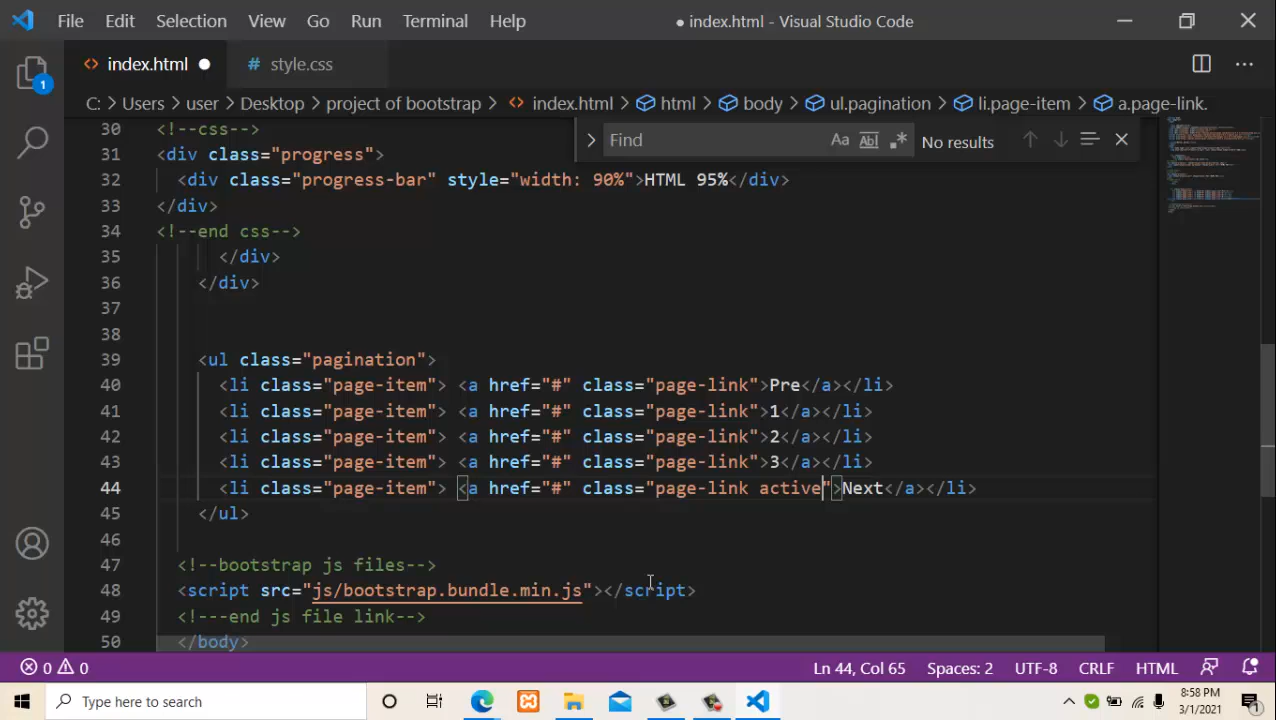 File Edit Selection View Go Run Terminal Help ● index.html - Visual Studio Code
index.html ● # style.css
C: > Users > user > Desktop > project of bootstrap > index.html > html > body > ul.pagination > li.page-item > a.page-link.
Find Aa Ab .* No results
1
30 <!--css-->
31 <div class="progress">
32 <div class="progress-bar" style="width: 90%">HTML 95%</div>
33 </div>
34 <!--end css-->
35 </div>
36 </div>
37
38
39 <ul class="pagination">
40 <li class="page-item"> <a href="#" class="page-link">Pre</a></li>
41 <li class="page-item"> <a href="#" class="page-link">1</a></li>
42 <li class="page-item"> <a href="#" class="page-link">2</a></li>
43 <li class="page-item"> <a href="#" class="page-link">3</a></li>
44 <li class="page-item"> <a href="#" class="page-link active">Next</a></li>
45 </ul>
46
47 <!--bootstrap js files-->
48 <script src="js/bootstrap.bundle.min.js"></script>
49 <!---end js file link-->
50 </body>
0 0 Ln 44, Col 65 Spaces: 2 UTF-8 CRLF HTML
Type here to search
8:58 PM
3/1/2021
1